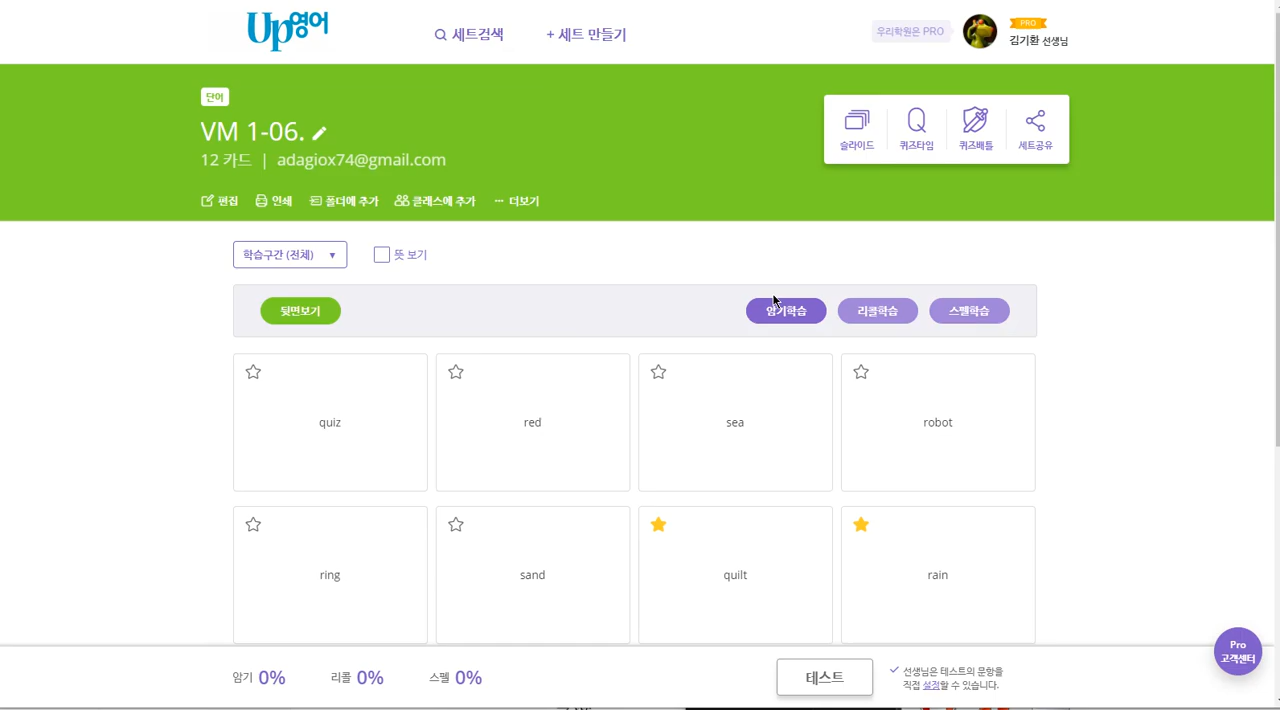 Up영어
세트검색
+ 세트 만들기
우리학원은 PRO
PRO
김기환 선생님
단어
VM 1-06.
12 카드 | adagiox74@gmail.com
슬라이드
퀴즈타임
퀴즈배틀
세트공유
편집
인쇄
폴더에 추가
클래스에 추가
··· 더보기
학습구간 (전체) ▼
뜻 보기
뒷면보기
암기학습
리콜학습
스펠학습
quiz
red
sea
robot
ring
sand
quilt
rain
암기 0%
리콜 0%
스펠 0%
테스트
선생님은 테스트의 문항을
직접 설정할 수 있습니다.
Pro
고객센터